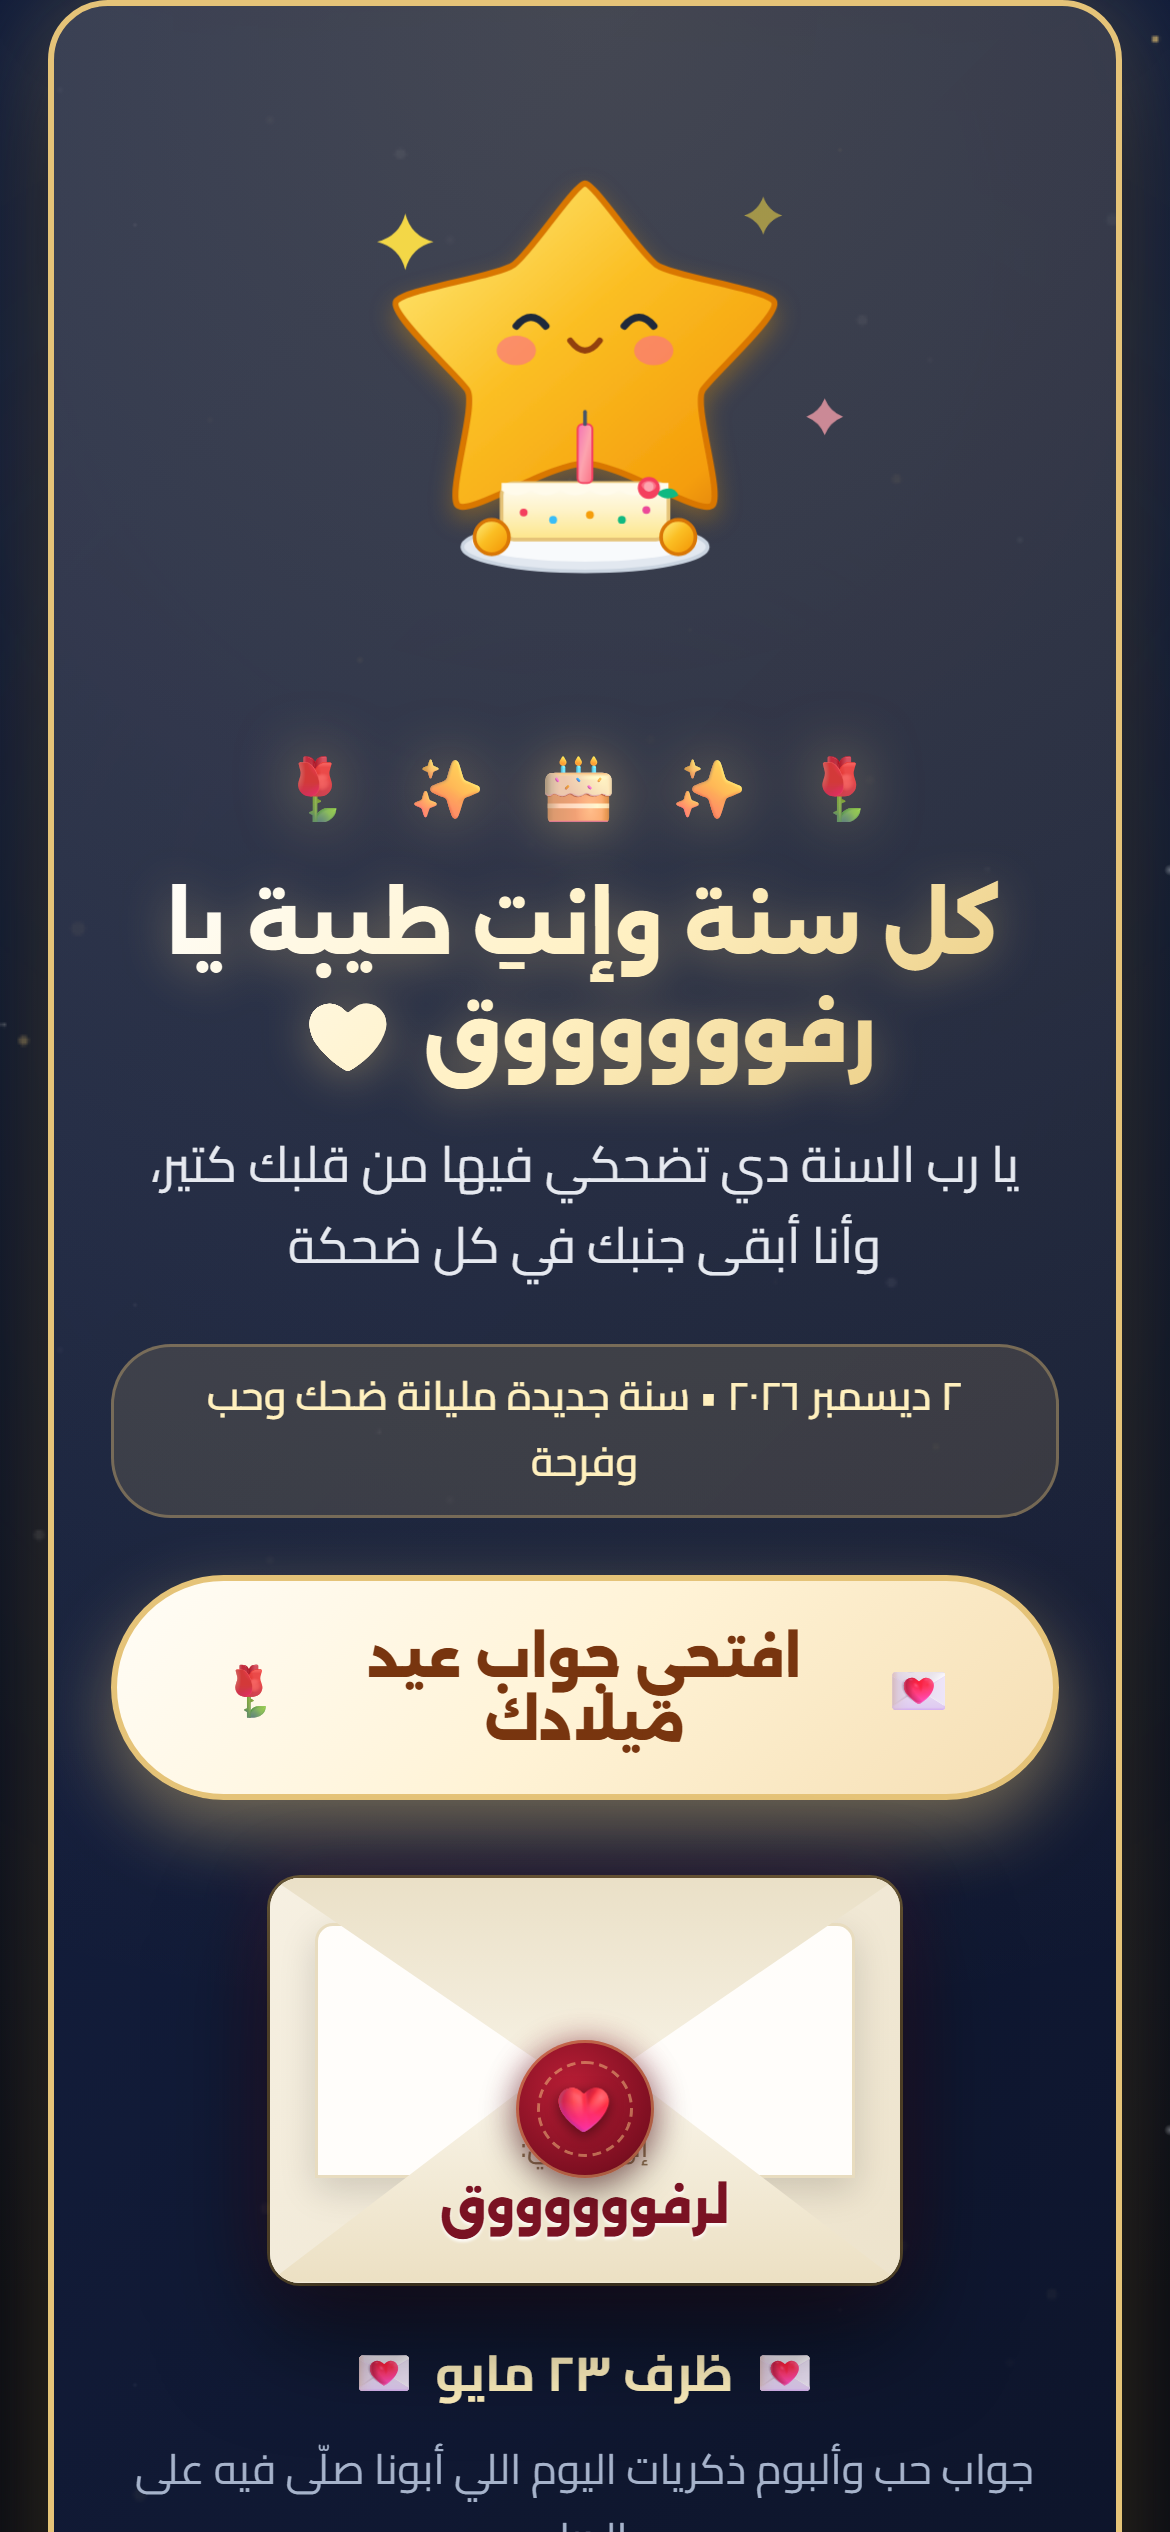 كل سنة وإنتِ طيبة يا
رفوووووووق 🤍
يا رب السنة دي تضحكي فيها من قلبك كتير،
وأنا أبقى جنبك في كل ضحكة
٢ ديسمبر ٢٠٢٦ ▪ سنة جديدة مليانة ضحك وحب
وفرحة
افتحي جواب عيد
ميلادك
لرفوووووووق
ظرف ٢٣ مايو
جواب حب وألبوم ذكريات اليوم اللي أبونا صلّى فيه على